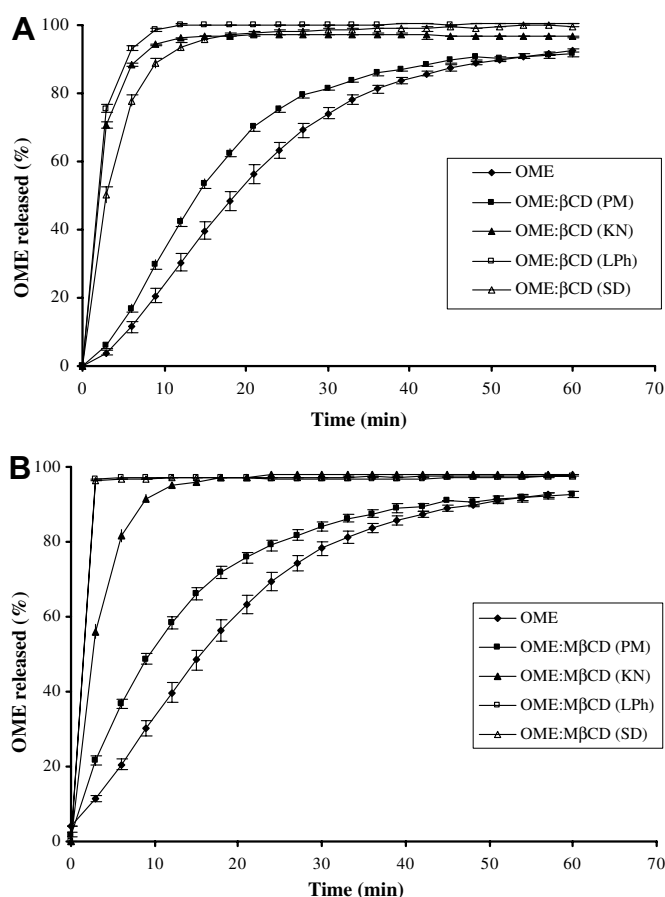 A
OME released (%)
100
80
60
40
20
0
OME
OME:βCD (PM)
OME:βCD (KN)
OME:βCD (LPh)
OME:βCD (SD)
0 10 20 30 40 50 60 70
Time (min)
B
OME released (%)
100
80
60
40
20
0
OME
OME:MβCD (PM)
OME:MβCD (KN)
OME:MβCD (LPh)
OME:MβCD (SD)
0 10 20 30 40 50 60 70
Time (min)